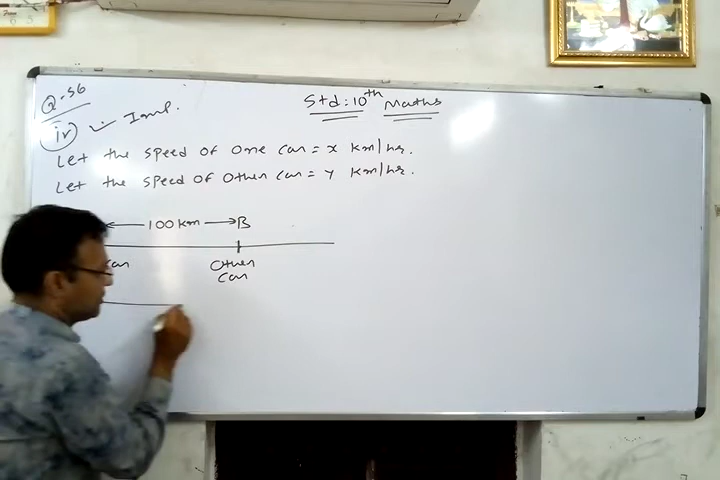 Q-36
iv) Imp.
Std: 10th Maths
Let the speed of one car = x km/hr.
Let the speed of other car = y km/hr.
100 km B
car
Other
Car